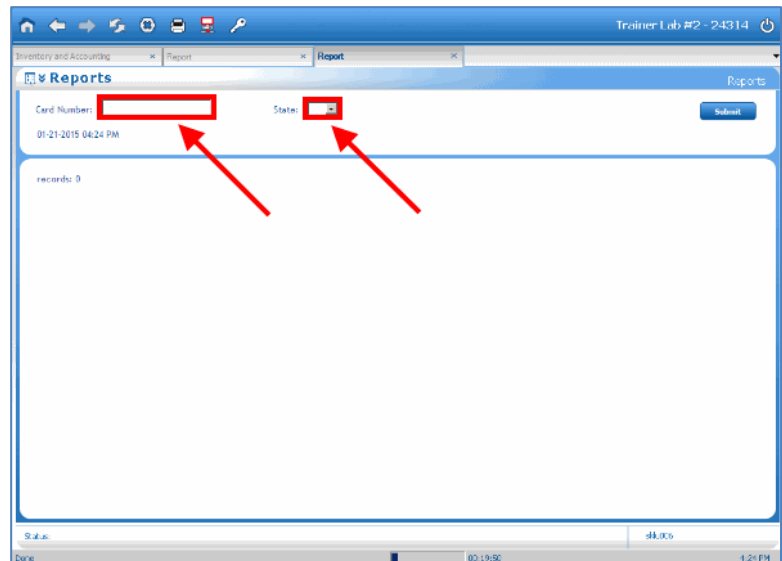 Trainer Lab #2 - 24314
Inventory and Accounting × Report × Report ×
Reports Reports
Card Number: State: Submit
01-21-2015 04:24 PM
records: 0
Status:
Done 00:19:50 4:24 PM